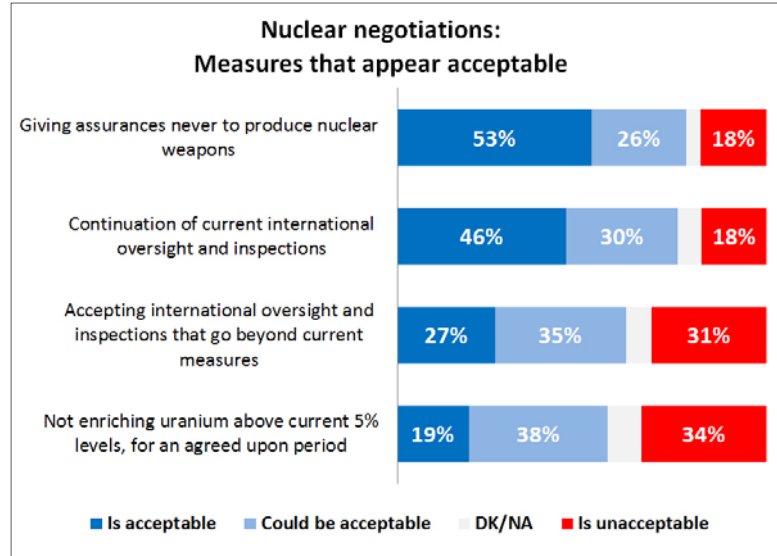 Nuclear negotiations:
Measures that appear acceptable
Giving assurances never to produce nuclear
weapons
53% 26% 18%
Continuation of current international
oversight and inspections
46% 30% 18%
Accepting international oversight and
inspections that go beyond current
measures
27% 35% 31%
Not enriching uranium above current 5%
levels, for an agreed upon period
19% 38% 34%
Is acceptable Could be acceptable DK/NA Is unacceptable